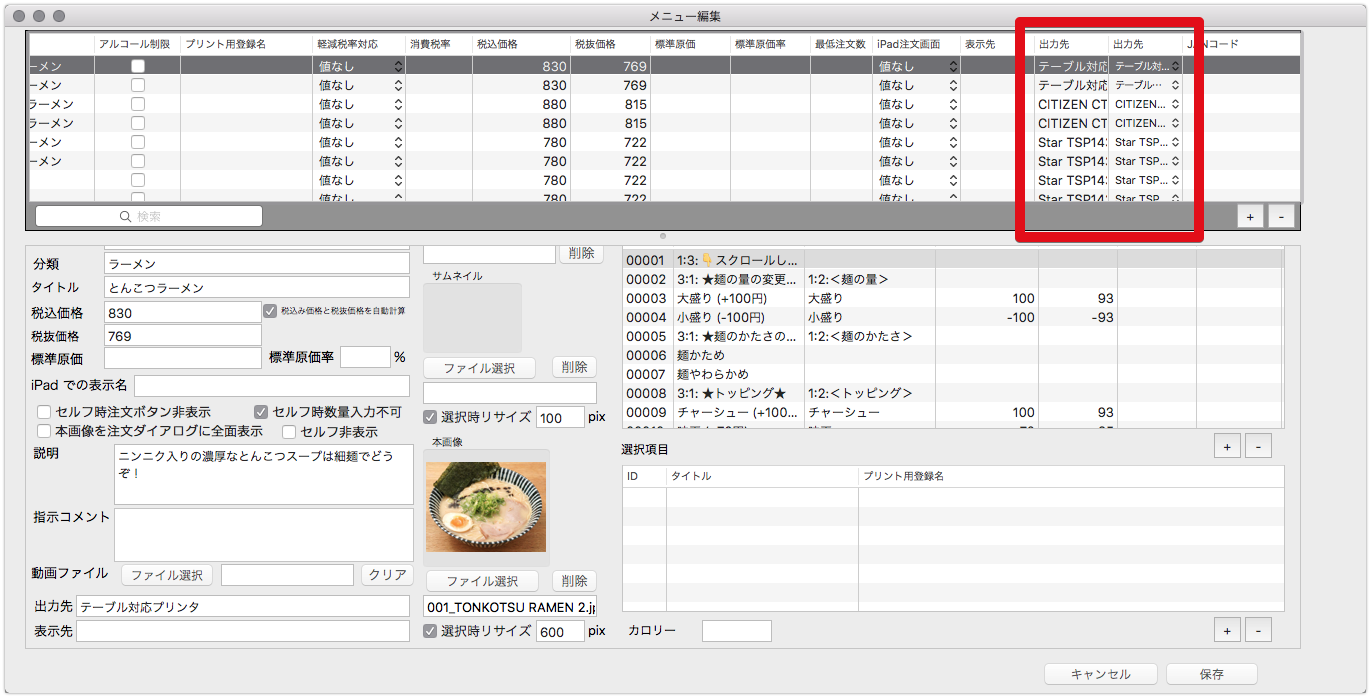 メニュー編集
アルコール制限 プリント用登録名 軽減税率対応 消費税率 税込価格 税抜価格 標準原価 標準原価率 最低注文数 iPad注文画面 表示先 出力先 出力先 JANコード
ーメン 値なし 830 769 値なし テーブル対応 テーブル対...
ーメン 値なし 830 769 値なし テーブル対応 テーブル…
ラーメン 値なし 880 815 値なし CITIZEN CT CITIZEN...
ラーメン 値なし 880 815 値なし CITIZEN CT CITIZEN...
ーメン 値なし 780 722 値なし Star TSP14 Star TSP...
ーメン 値なし 780 722 値なし Star TSP14 Star TSP...
値なし 780 722 値なし Star TSP14 Star TSP...
値なし 780 722 値なし Star TSP14 Star TSP...
検索 + -
分類 ラーメン
タイトル とんこつラーメン
税込価格 830 税込み価格と税抜価格を自動計算
税抜価格 769
標準原価 標準原価率 %
iPad での表示名
セルフ時注文ボタン非表示 セルフ時数量入力不可
本画像を注文ダイアログに全面表示 セルフ非表示
説明 ニンニク入りの濃厚なとんこつスープは細麺でどう
ぞ！
指示コメント
動画ファイル ファイル選択 クリア
出力先 テーブル対応プリンタ
表示先
削除
サムネイル
ファイル選択 削除
選択時リサイズ 100 pix
本画像
ファイル選択 削除
001_TONKOTSU RAMEN 2.j
選択時リサイズ 600 pix
00001 1:3:👇スクロールし...
00002 3:1: ★麺の量の変更... 1:2:＜麺の量＞
00003 大盛り (+100円) 大盛り 100 93
00004 小盛り (-100円) 小盛り -100 -93
00005 3:1: ★麺のかたさの... 1:2:＜麺のかたさ＞
00006 麺かため
00007 麺やわらかめ
00008 3:1: ★トッピング★ 1:2:＜トッピング＞
00009 チャーシュー (+100... チャーシュー 100 93
+ -
選択項目
ID タイトル プリント用登録名
カロリー + -
キャンセル 保存